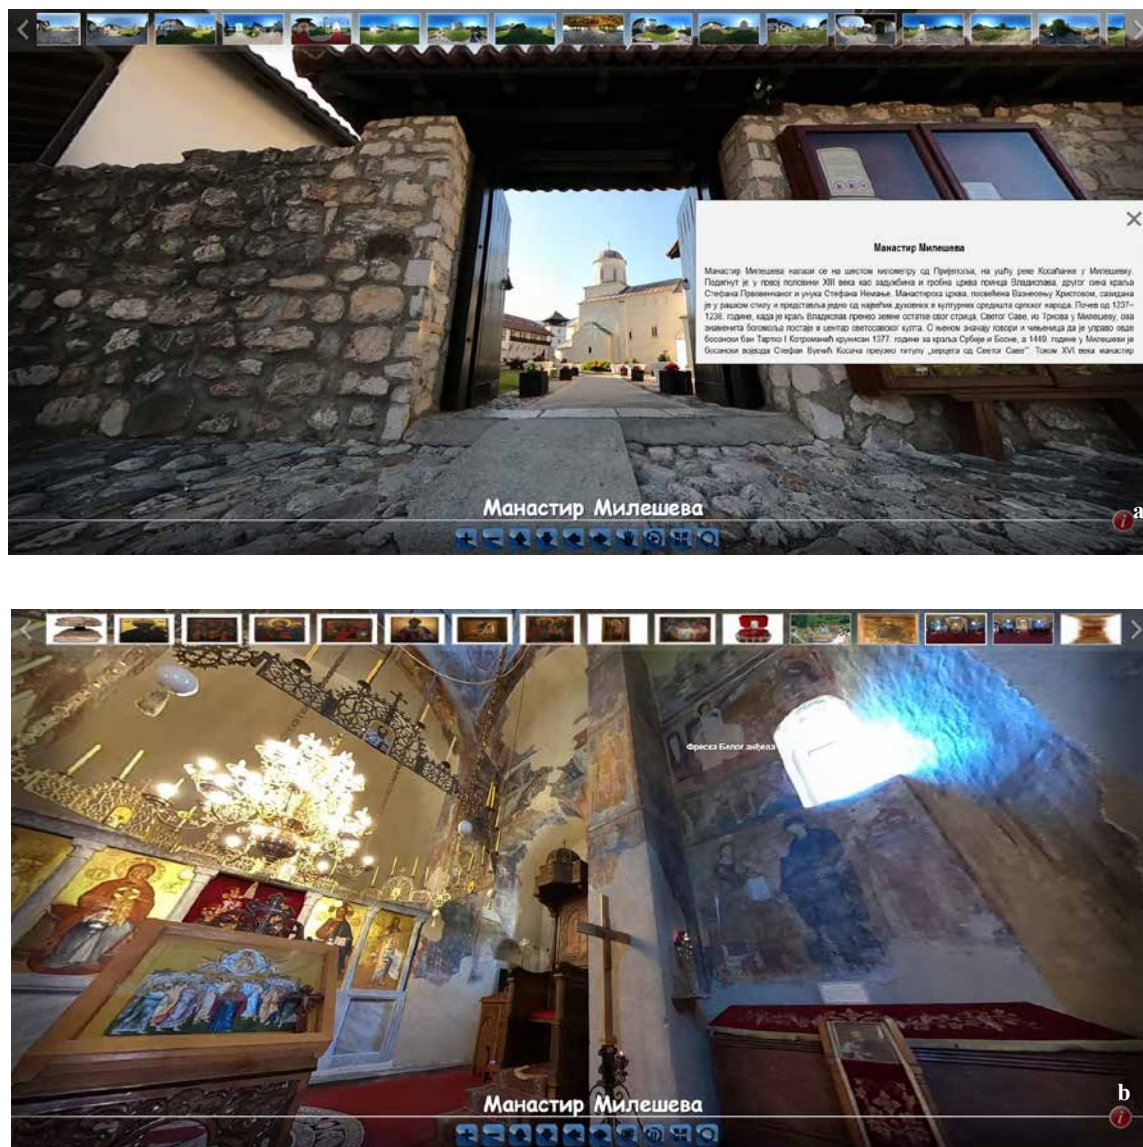 Манастир Милешева
Манастир Милешева налази се на шестом километру од Пријепоља, на ушћу реке Косаћанке у Милешевку.
Подигнут је у првој половини XIII века као задужбина и гробна црква принца Владислава, другог сина краља
Стефана Првовенчаног и унука Стефана Немање. Манастирска црква, посвећена Вазнесењу Христовом, сазидана
је у рашком стилу и представља једно од највећих духовних и културних средишта српског народа. Почев од 1237–
1238. године, када је краљ Владислав пренео земне остатке свог стрица, Светог Саве, из Трнова у Милешеву, ова
знаменита богомоља постаје и центар светосавског култа. О њеном значају говори и чињеница да је управо овде
босански бан Твртко I Котроманић крунисан 1377. године за краља Србије и Босне, а 1449. године у Милешеви је
босански војвода Стефан Вукчић Косача преузео титулу „херцега од Светог Саве“. Током XVI века манастир
Манастир Милешева
a
Фреска Белог анђела
Манастир Милешева
b